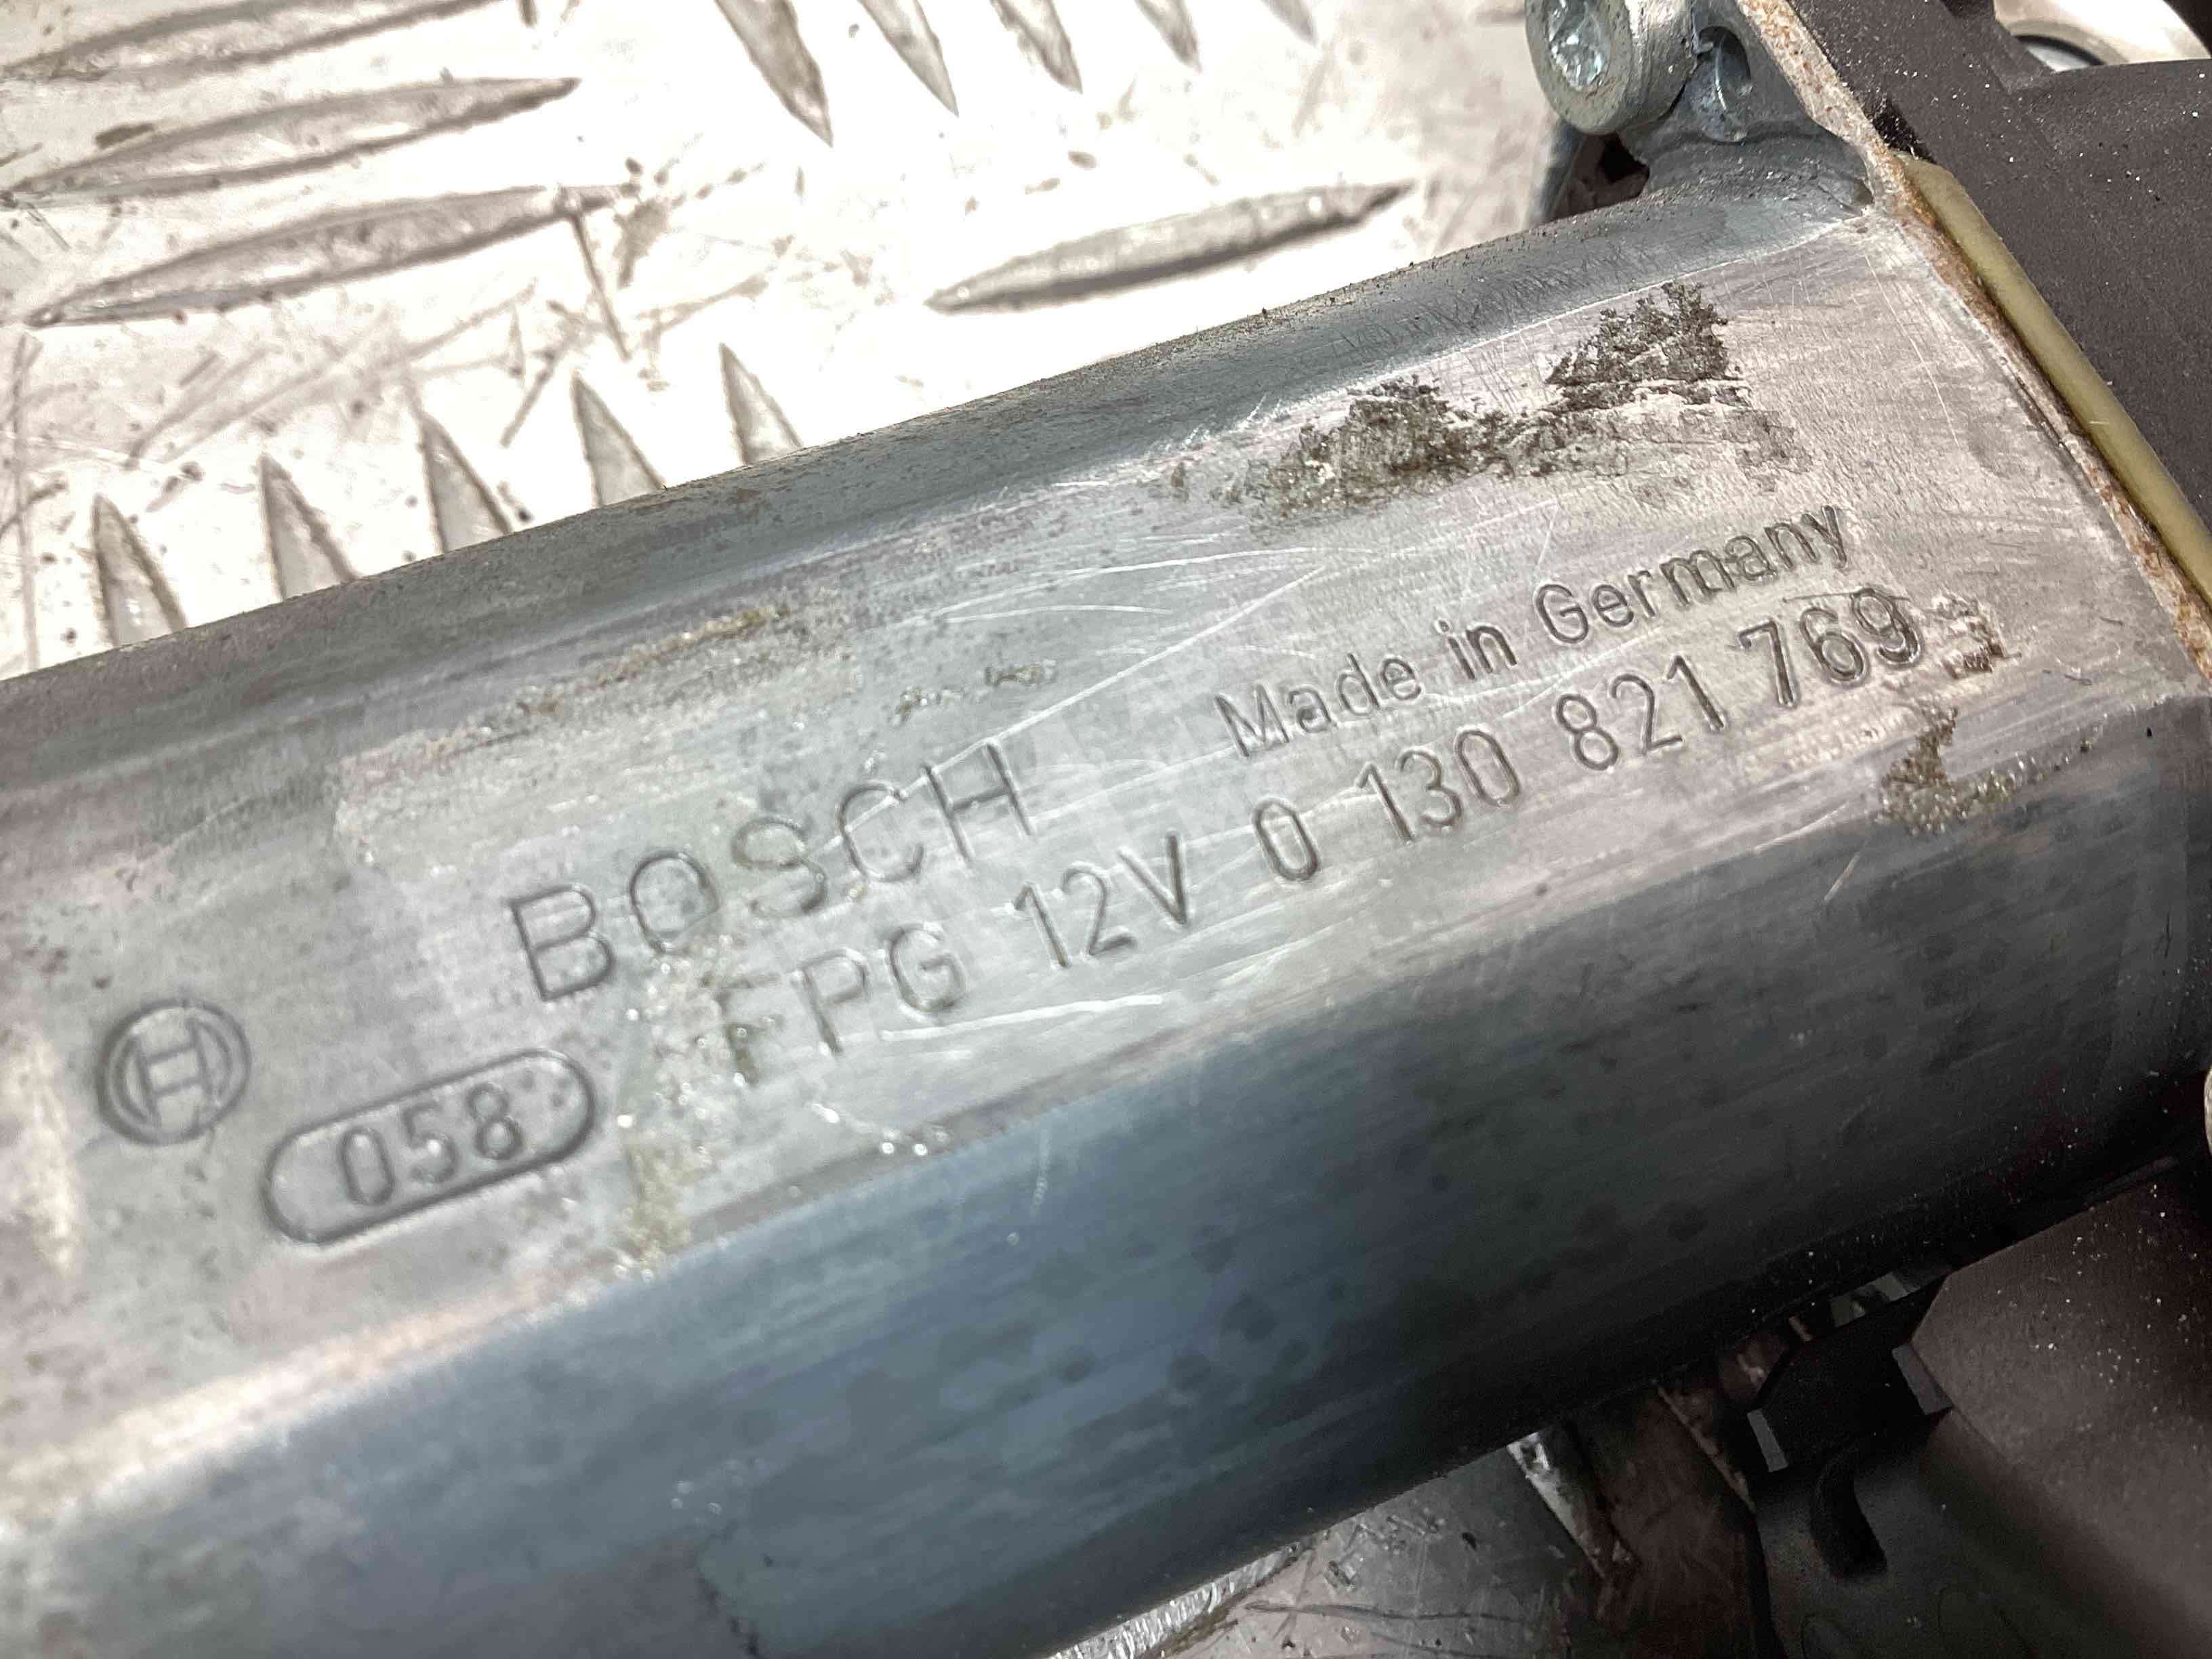 BOSCH Made in Germany
FPG 12V 0 130 821 769
058